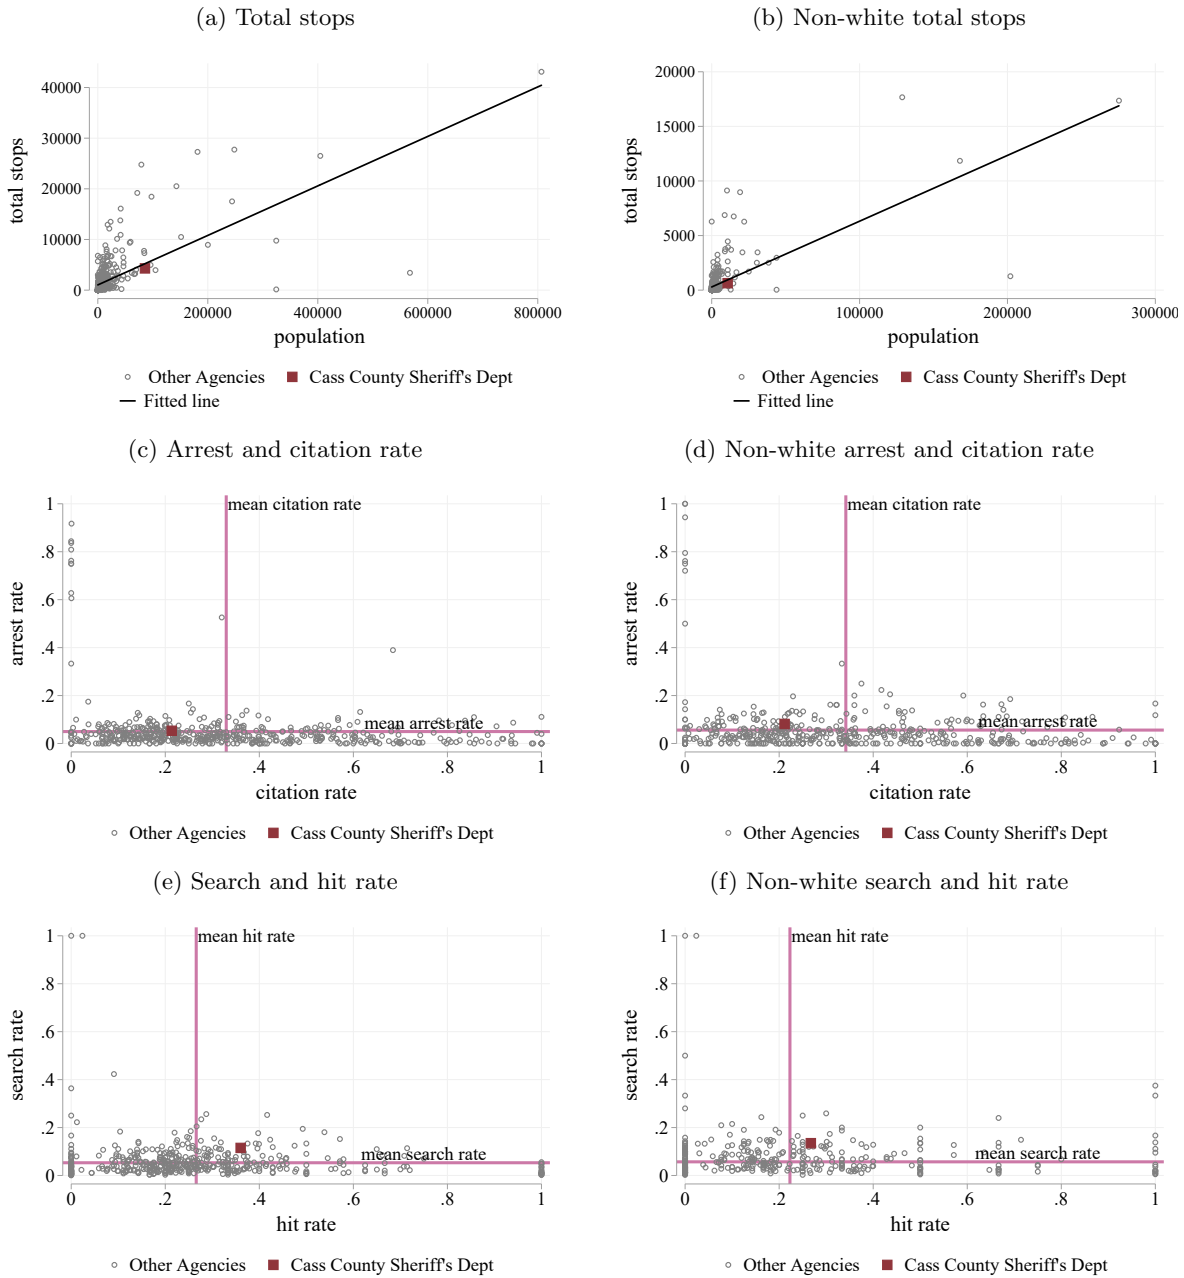 (a) Total stops
total stops
40000
30000
20000
10000
0
0 200000 400000 600000 800000
population
Other Agencies Cass County Sheriff's Dept
Fitted line
(b) Non-white total stops
total stops
20000
15000
10000
5000
0
0 100000 200000 300000
population
Other Agencies Cass County Sheriff's Dept
Fitted line
(c) Arrest and citation rate
arrest rate
1
.8
.6
.4
.2
0
mean citation rate
mean arrest rate
0 .2 .4 .6 .8 1
citation rate
Other Agencies Cass County Sheriff's Dept
(d) Non-white arrest and citation rate
arrest rate
1
.8
.6
.4
.2
0
mean citation rate
mean arrest rate
0 .2 .4 .6 .8 1
citation rate
Other Agencies Cass County Sheriff's Dept
(e) Search and hit rate
search rate
1
.8
.6
.4
.2
0
mean hit rate
mean search rate
0 .2 .4 .6 .8 1
hit rate
Other Agencies Cass County Sheriff's Dept
(f) Non-white search and hit rate
search rate
1
.8
.6
.4
.2
0
mean hit rate
mean search rate
0 .2 .4 .6 .8 1
hit rate
Other Agencies Cass County Sheriff's Dept